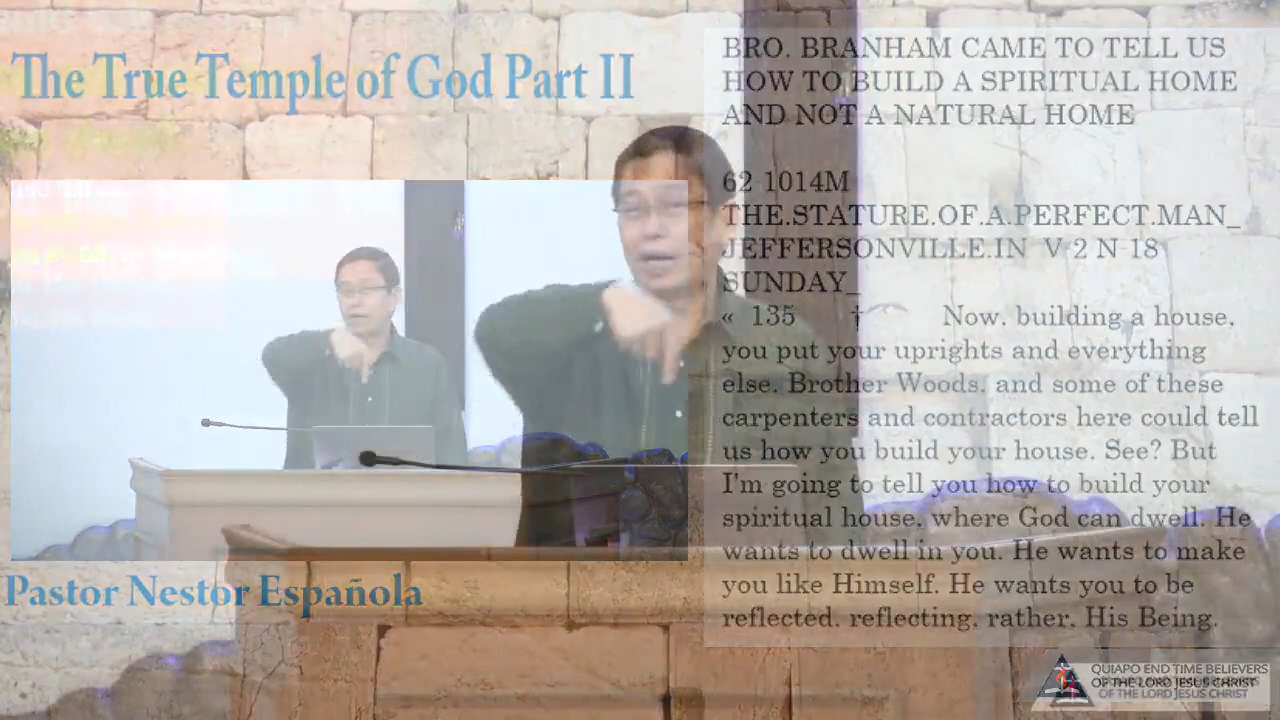 The True Temple of God Part II
Pastor Nestor Española
BRO. BRANHAM CAME TO TELL US
HOW TO BUILD A SPIRITUAL HOME
AND NOT A NATURAL HOME
62 1014M
THE.STATURE.OF.A.PERFECT.MAN_
JEFFERSONVILLE.IN V 2 N 18
SUNDAY_
« 135 † Now, building a house,
you put your uprights and everything
else. Brother Woods, and some of these
carpenters and contractors here could tell
us how you build your house. See? But
I'm going to tell you how to build your
spiritual house, where God can dwell. He
wants to dwell in you. He wants to make
you like Himself. He wants you to be
reflected, reflecting, rather, His Being.
QUIAPO END TIME BELIEVERS
OF THE LORD JESUS CHRIST
OF THE LORD JESUS CHRIST